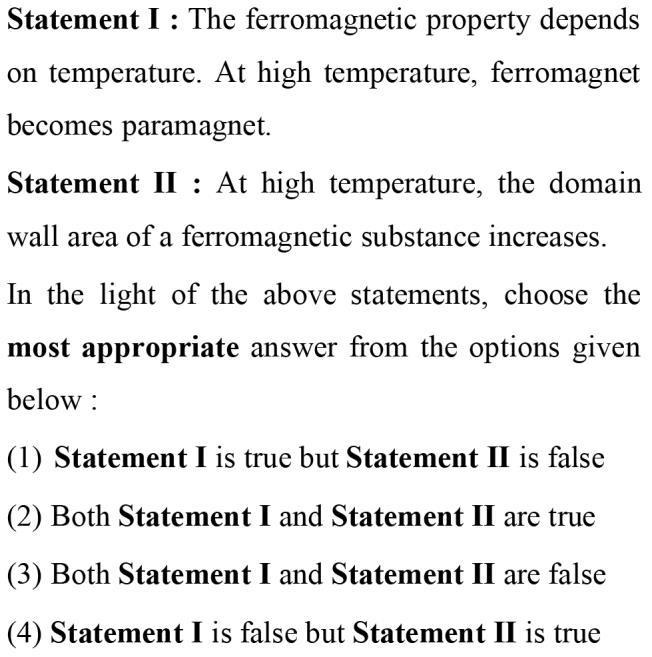 Statement I : The ferromagnetic property depends
on temperature. At high temperature, ferromagnet
becomes paramagnet.
Statement II : At high temperature, the domain
wall area of a ferromagnetic substance increases.
In the light of the above statements, choose the
most appropriate answer from the options given
below :
(1) Statement I is true but Statement II is false
(2) Both Statement I and Statement II are true
(3) Both Statement I and Statement II are false
(4) Statement I is false but Statement II is true